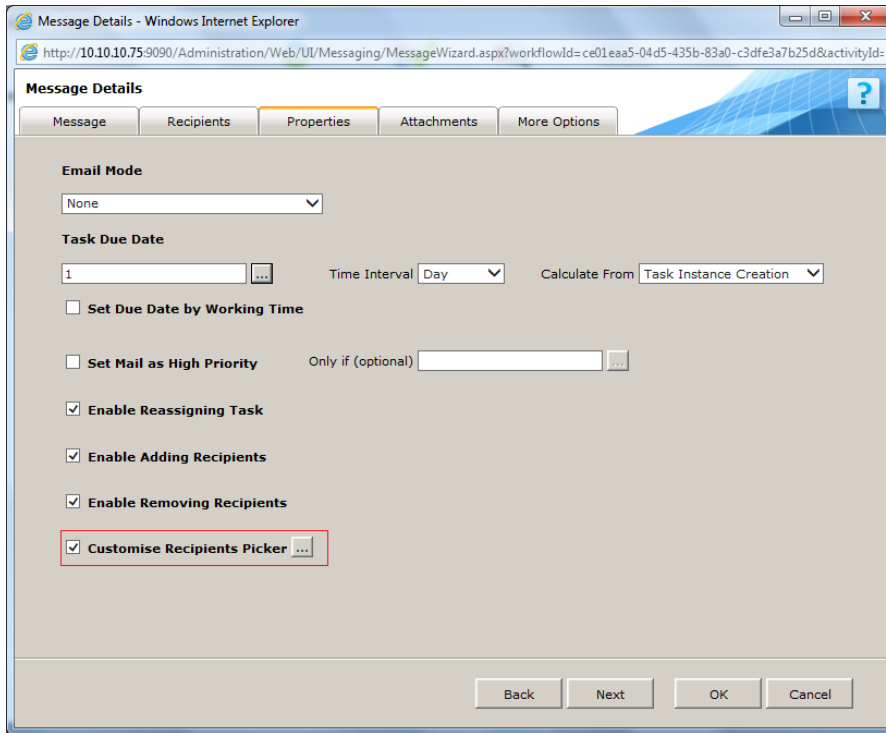 Message Details - Windows Internet Explorer
http://10.10.10.75:9090/Administration/Web/UI/Messaging/MessageWizard.aspx?workflowId=ce01eaa5-04d5-435b-83a0-c3dfe3a7b25d&activityId=
Message Details
?
Message Recipients Properties Attachments More Options
Email Mode
None
Task Due Date
1 ... Time Interval Day Calculate From Task Instance Creation
Set Due Date by Working Time
Set Mail as High Priority Only if (optional) ...
Enable Reassigning Task
Enable Adding Recipients
Enable Removing Recipients
Customise Recipients Picker ...
Back Next OK Cancel